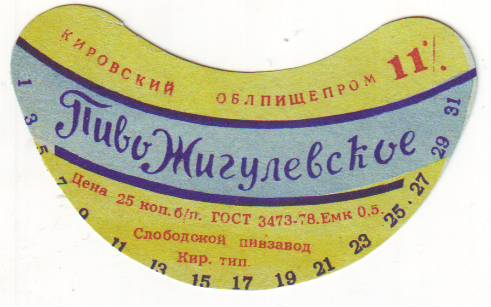 КИРОВСКИЙ ОБЛПИЩЕПРОМ 11%
Пиво Жигулевское
Цена 25 коп. б/п. ГОСТ 3473-78. Емк 0,5.
Слободской пивзавод
Кир. тип.
1 3 5 7 9 11 13 15 17 19 21 23 25 27 29 31